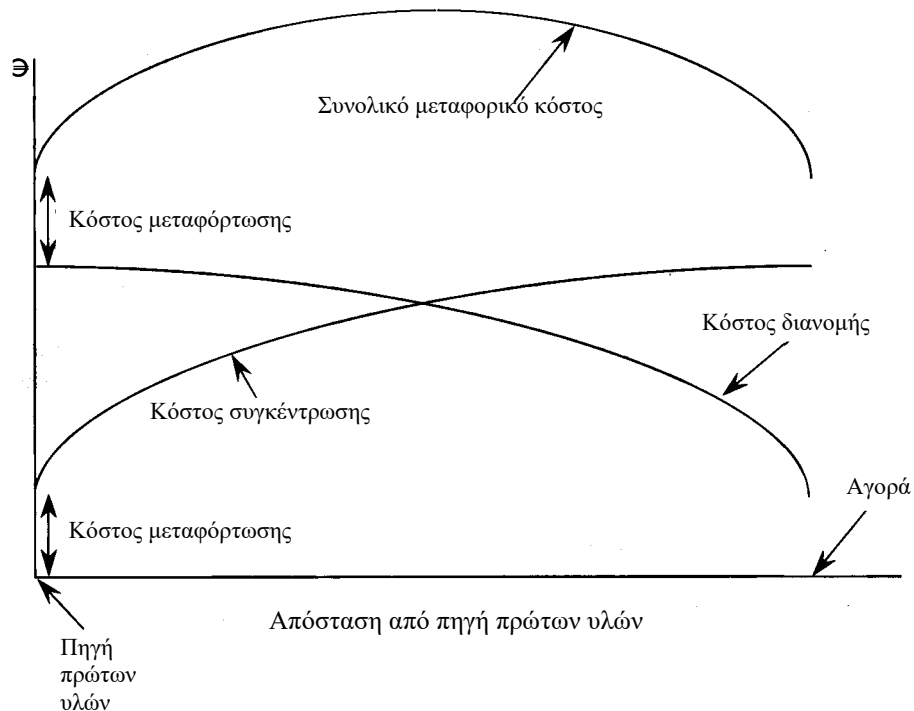 €
Συνολικό μεταφορικό κόστος
Κόστος μεταφόρτωσης
Κόστος διανομής
Κόστος συγκέντρωσης
Αγορά
Κόστος μεταφόρτωσης
Απόσταση από πηγή πρώτων υλών
Πηγή
πρώτων
υλών